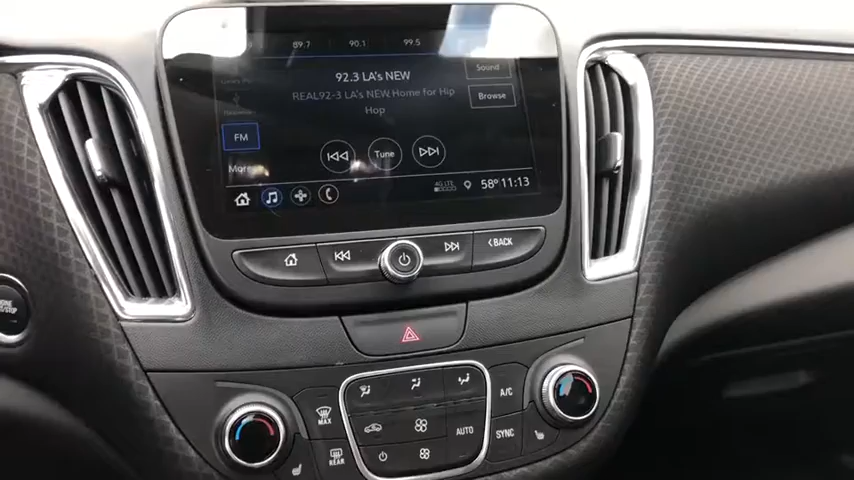 FM
89.7 90.1 99.5
92.3 LA's NEW
REAL92-3 LA's NEW Home for Hip
Hop
Sound
Browse
FM
Tune
More
4G LTE
58° 11:13
BACK
MAX
REAR
AUTO
A/C
SYNC